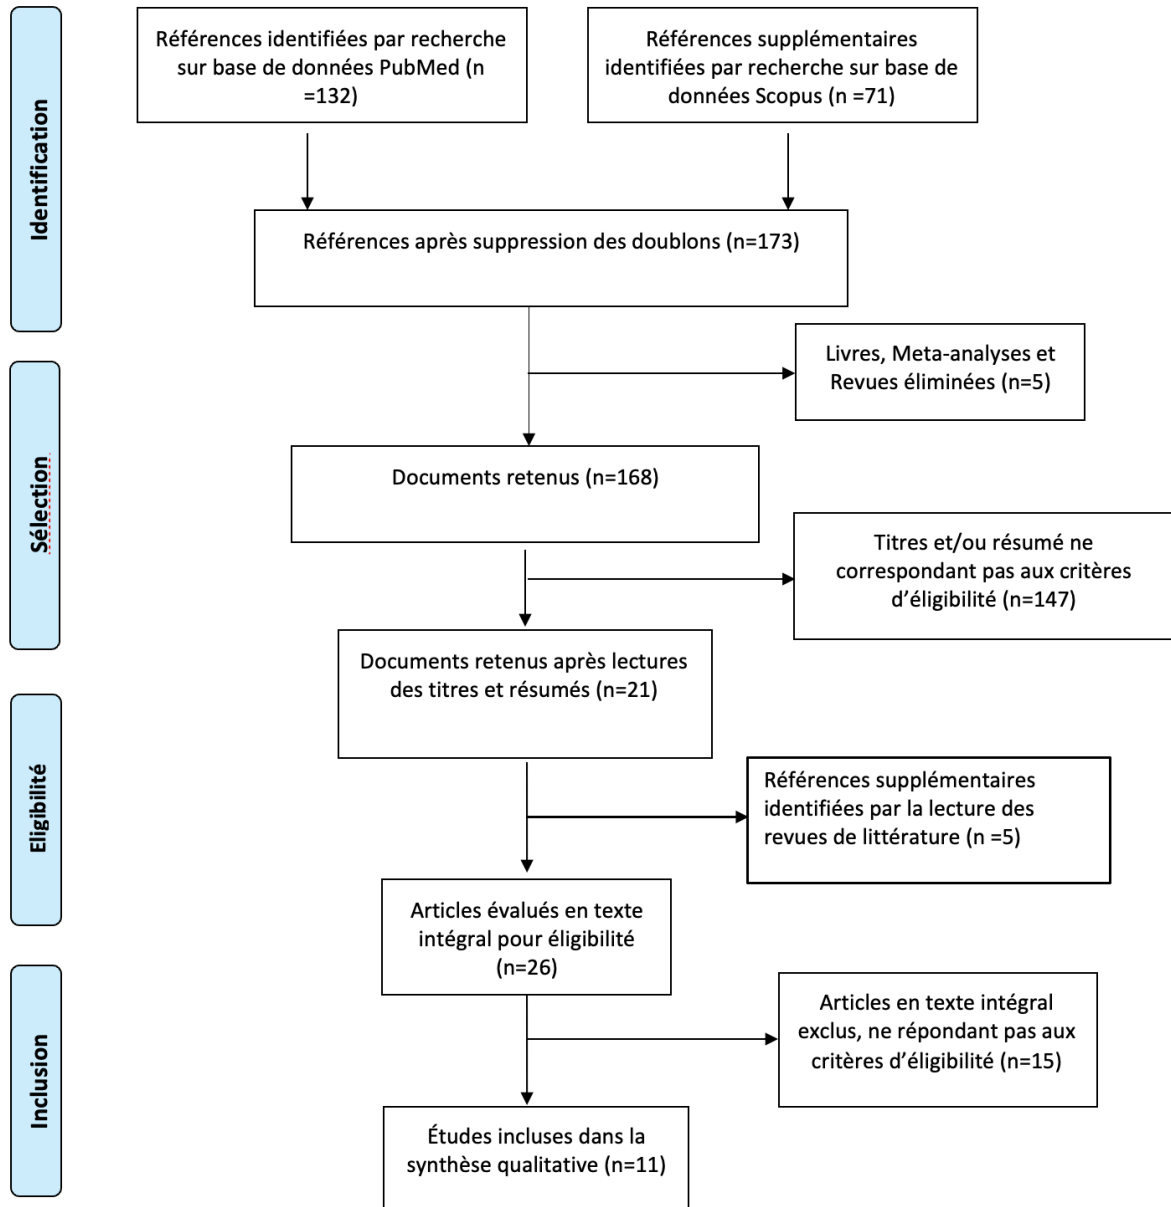 Identification
Références identifiées par recherche
sur base de données PubMed (n
=132)
Références supplémentaires
identifiées par recherche sur base de
données Scopus (n =71)
Références après suppression des doublons (n=173)
Livres, Meta-analyses et
Revues éliminées (n=5)
Sélection
Documents retenus (n=168)
Titres et/ou résumé ne
correspondant pas aux critères
d’éligibilité (n=147)
Documents retenus après lectures
des titres et résumés (n=21)
Eligibilité
Références supplémentaires
identifiées par la lecture des
revues de littérature (n =5)
Articles évalués en texte
intégral pour éligibilité
(n=26)
Inclusion
Articles en texte intégral
exclus, ne répondant pas aux
critères d’éligibilité (n=15)
Études incluses dans la
synthèse qualitative (n=11)